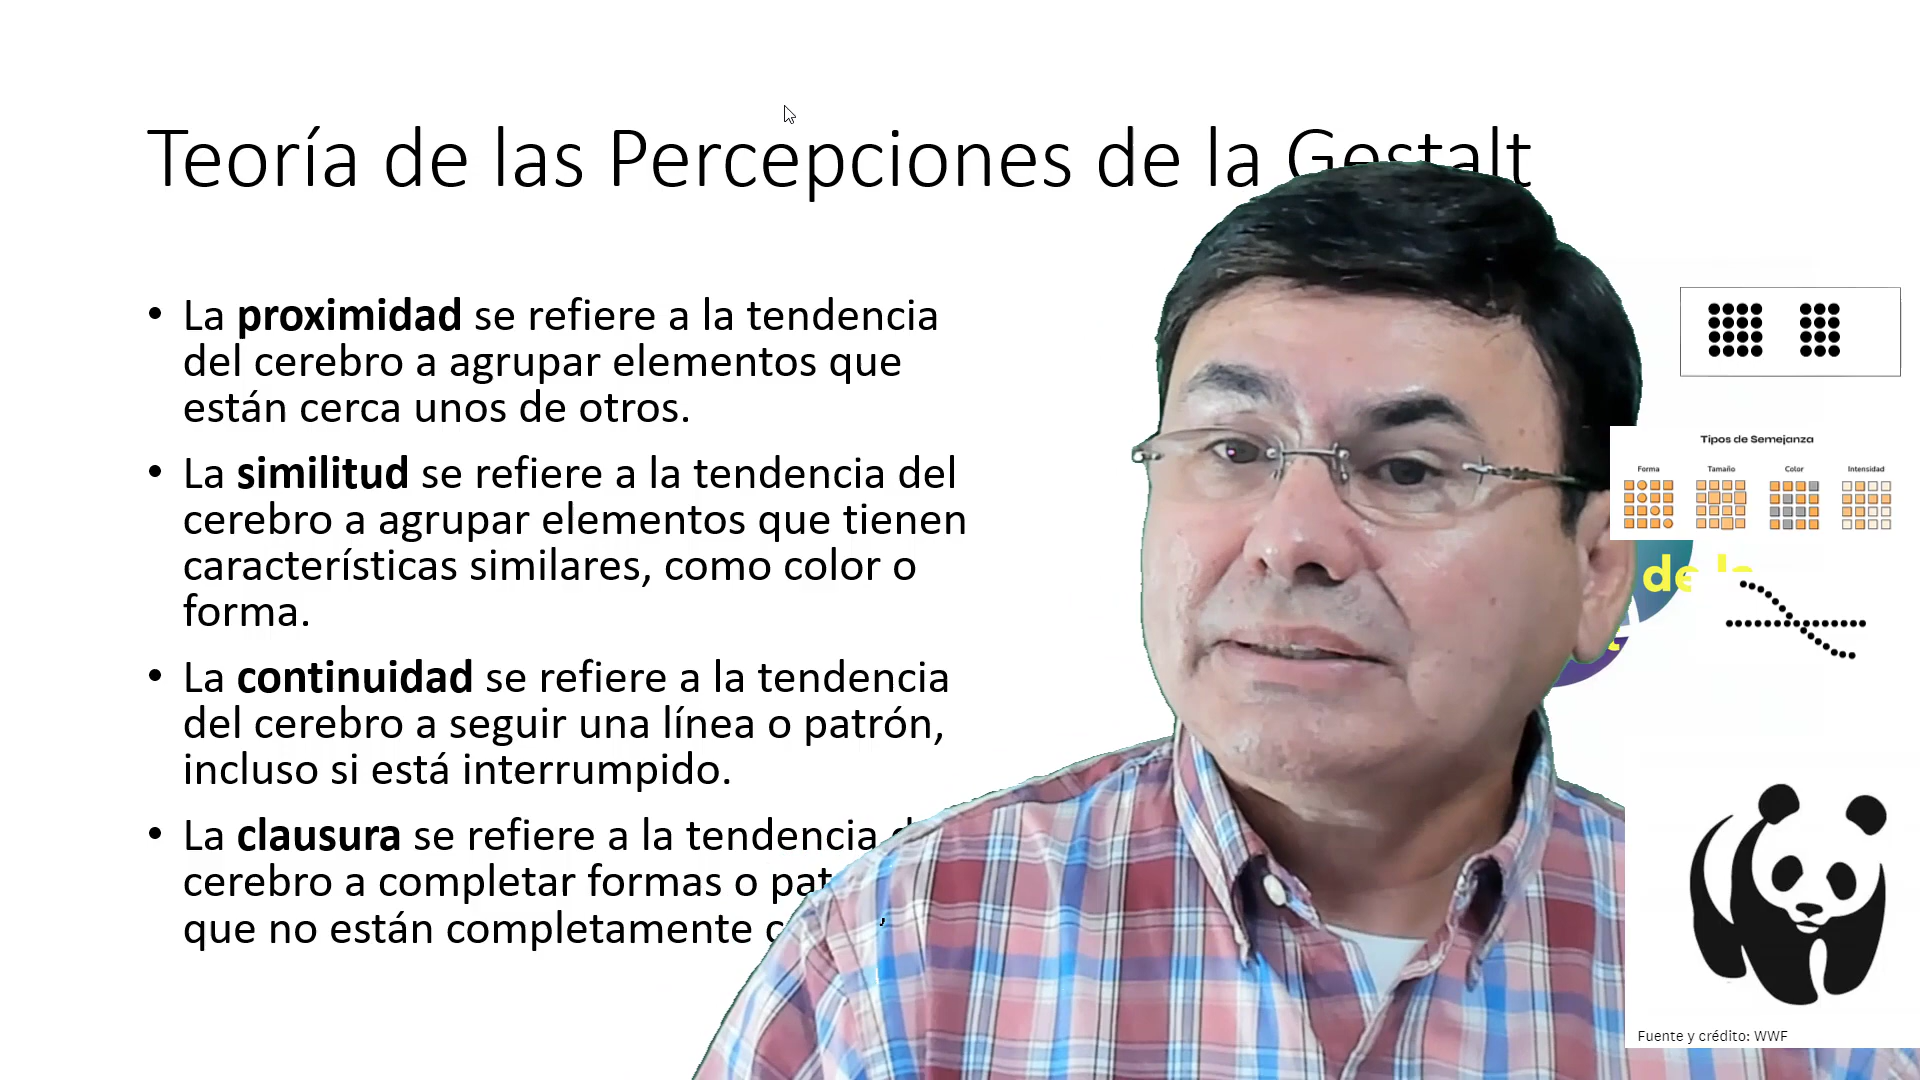 Teoría de las Percepciones de la Gestalt
• La proximidad se refiere a la tendencia
del cerebro a agrupar elementos que
están cerca unos de otros.
• La similitud se refiere a la tendencia del
cerebro a agrupar elementos que tienen
características similares, como color o
forma.
• La continuidad se refiere a la tendencia
del cerebro a seguir una línea o patrón,
incluso si está interrumpido.
• La clausura se refiere a la tendencia
cerebro a completar formas o
que no están completamente
Tipos de Semejanza
Forma Tamaño Color Intensidad
de la
Fuente y crédito: WWF